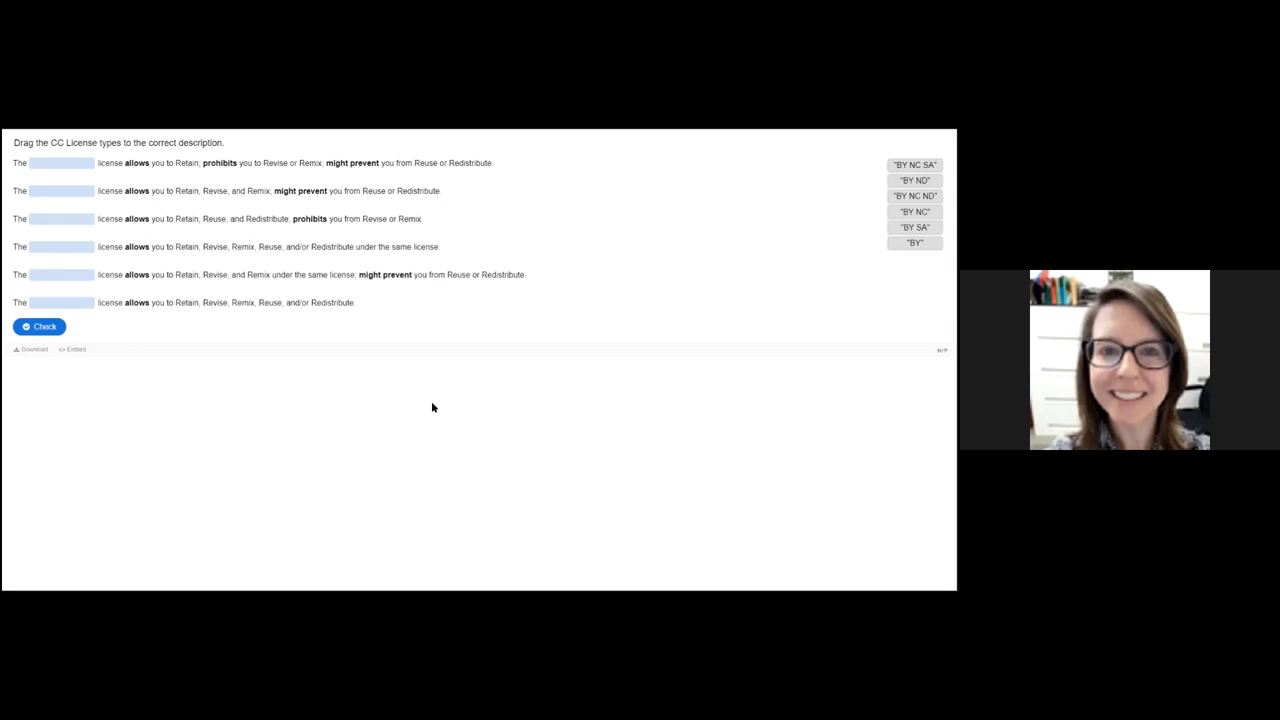 Drag the CC License types to the correct description.
The license allows you to Retain; prohibits you to Revise or Remix; might prevent you from Reuse or Redistribute.
The license allows you to Retain, Revise, and Remix, might prevent you from Reuse or Redistribute.
The license allows you to Retain, Reuse, and Redistribute; prohibits you from Revise or Remix.
The license allows you to Retain, Revise, Remix, Reuse, and/or Redistribute under the same license.
The license allows you to Retain, Revise, and Remix under the same license; might prevent you from Reuse or Redistribute.
The license allows you to Retain, Revise, Remix, Reuse, and/or Redistribute.
"BY NC SA"
"BY ND"
"BY NC ND"
"BY NC"
"BY SA"
"BY"
Check
Download <> Embed
H5P